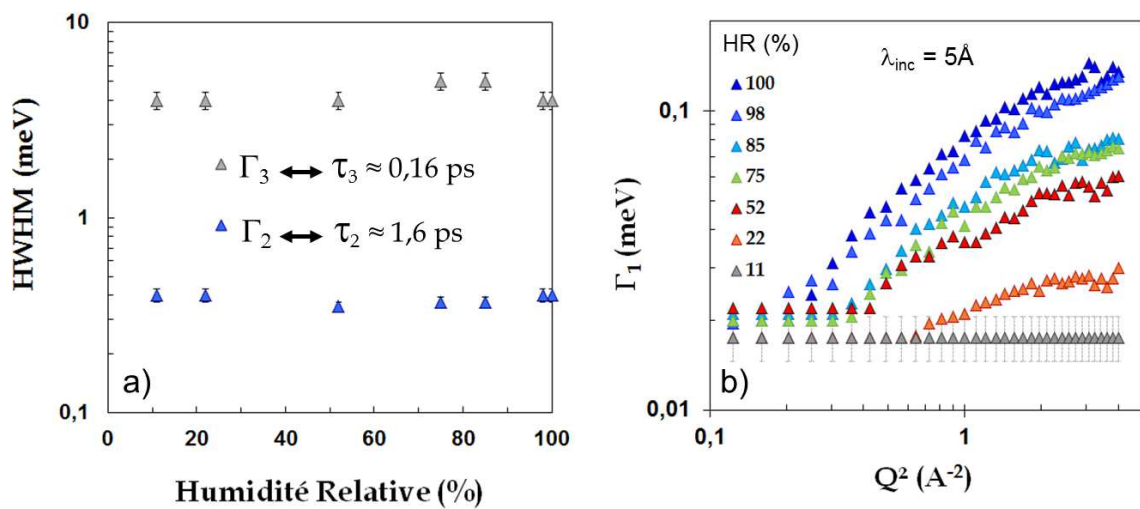 10
1
0,1
HWHM (meV)
Γ₃ ↔ τ₃ ≈ 0,16 ps
Γ₂ ↔ τ₂ ≈ 1,6 ps
a)
0 20 40 60 80 100
Humidité Relative (%)
HR (%)
λinc = 5Å
100
98
85
75
52
22
11
0,1
0,01
Γ₁ (meV)
b)
0,1 1
Q² (A⁻²)